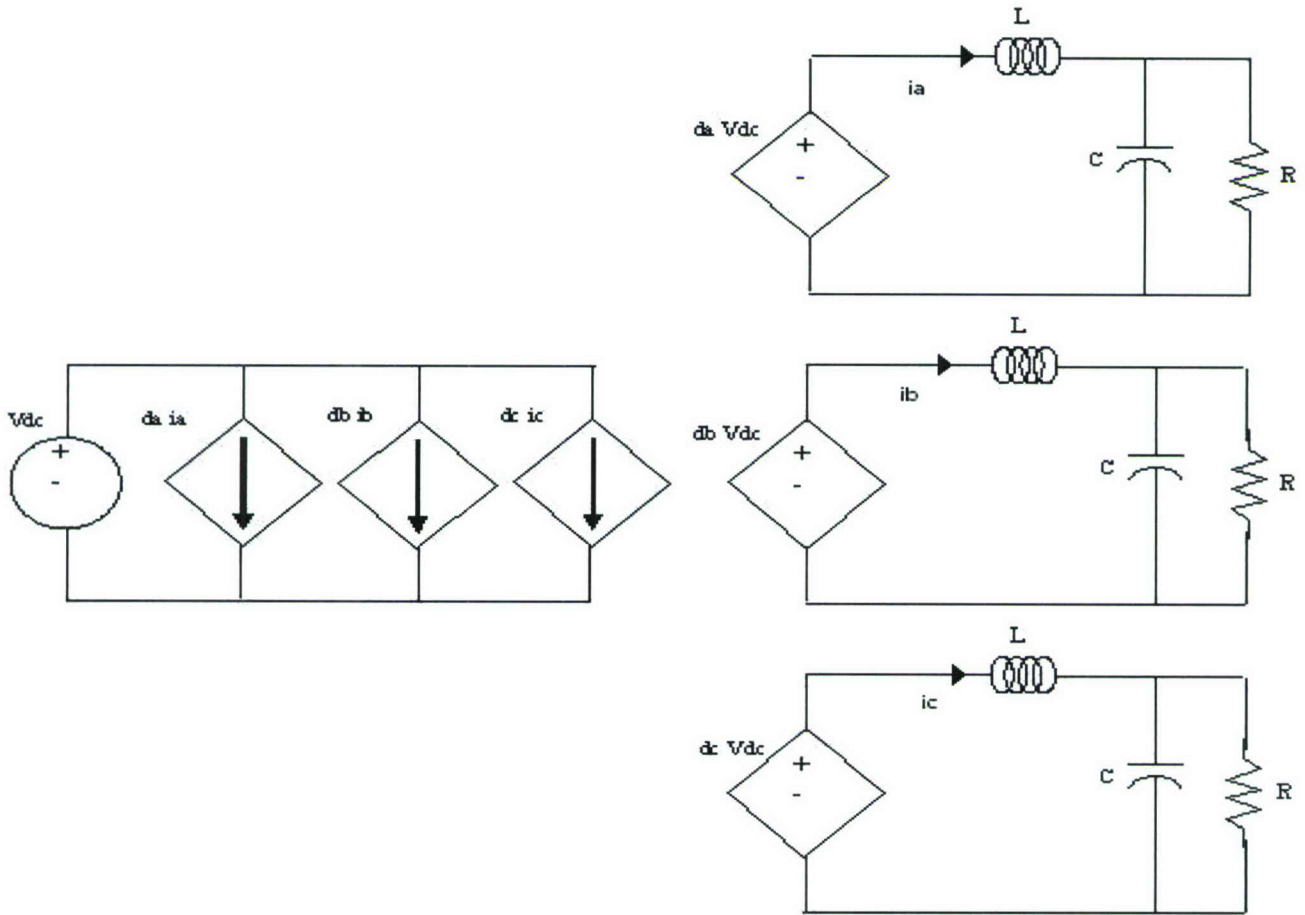 L
ia
da Vdc
+
-
C
R
Vdc
+
-
da ia
db ib
dc ic
L
ib
db Vdc
+
-
C
R
L
ic
dc Vdc
+
-
C
R